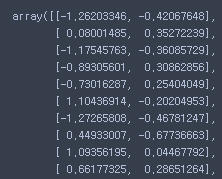 array([[-1.26203346, -0.42067648],
[ 0.08001485, 0.35272239],
[-1.17545763, -0.36085729],
[-0.89305601, 0.30862856],
[-0.73016287, 0.25404049],
[ 1.10436914, -0.20204953],
[-1.27265808, -0.46781247],
[ 0.44933007, -0.67736663],
[ 1.09356195, 0.04467792],
[ 0.66177325, 0.28651264],